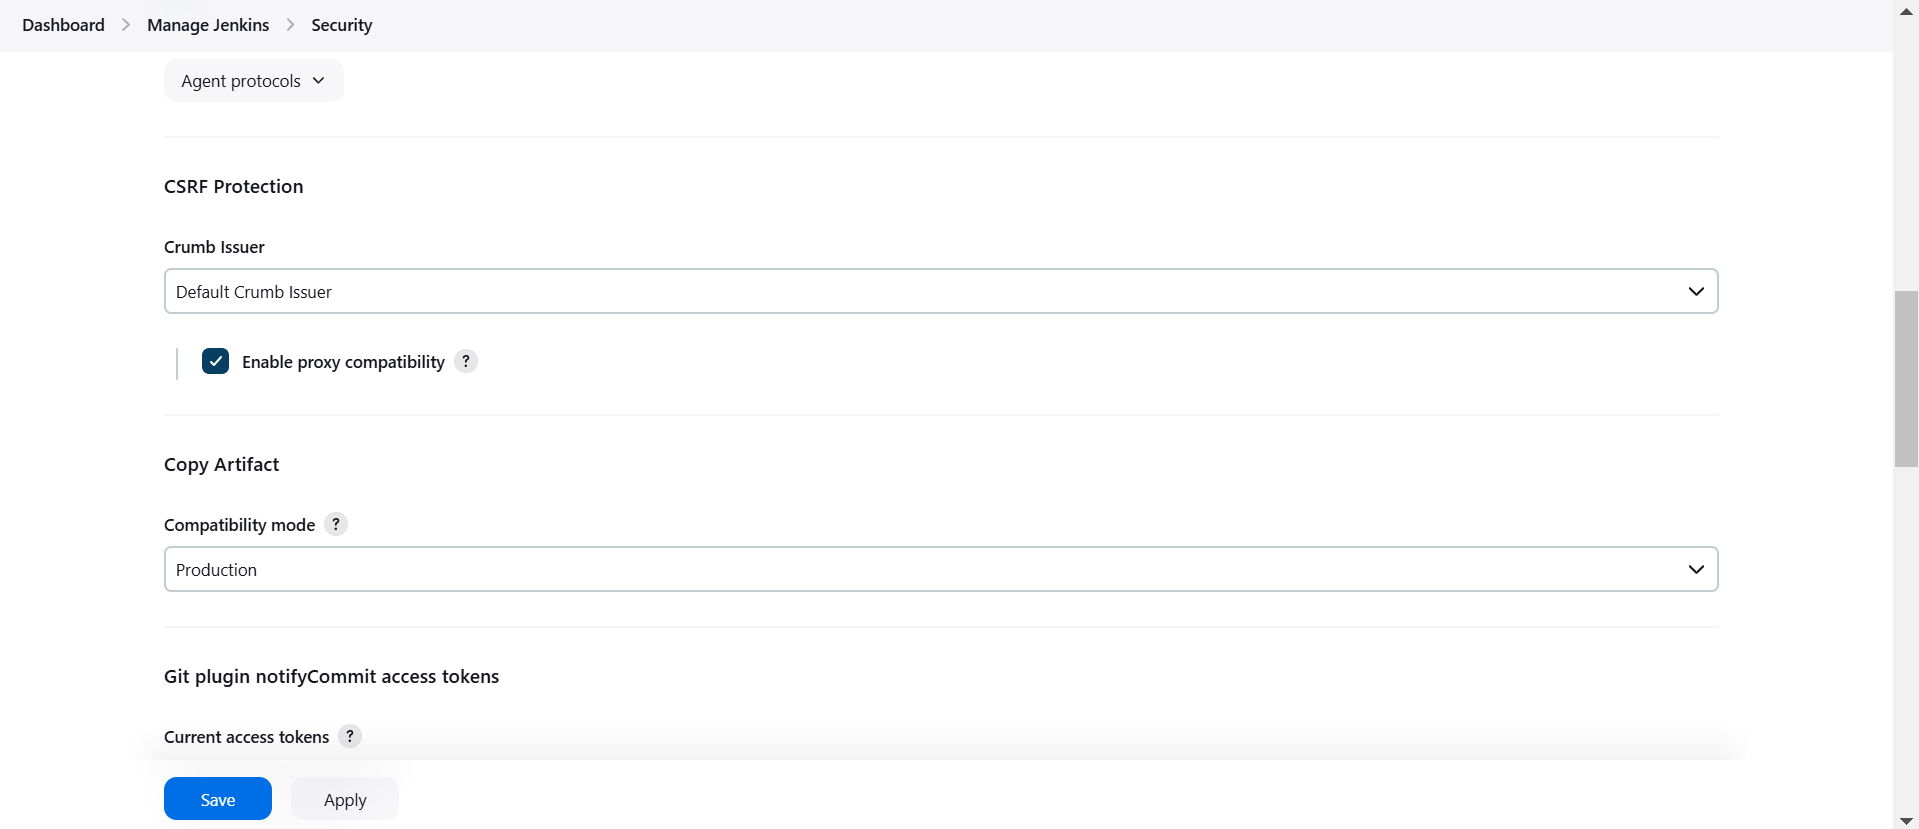 Dashboard > Manage Jenkins > Security
Agent protocols
CSRF Protection
Crumb Issuer
Default Crumb Issuer
Enable proxy compatibility ?
Copy Artifact
Compatibility mode ?
Production
Git plugin notifyCommit access tokens
Current access tokens ?
Save Apply